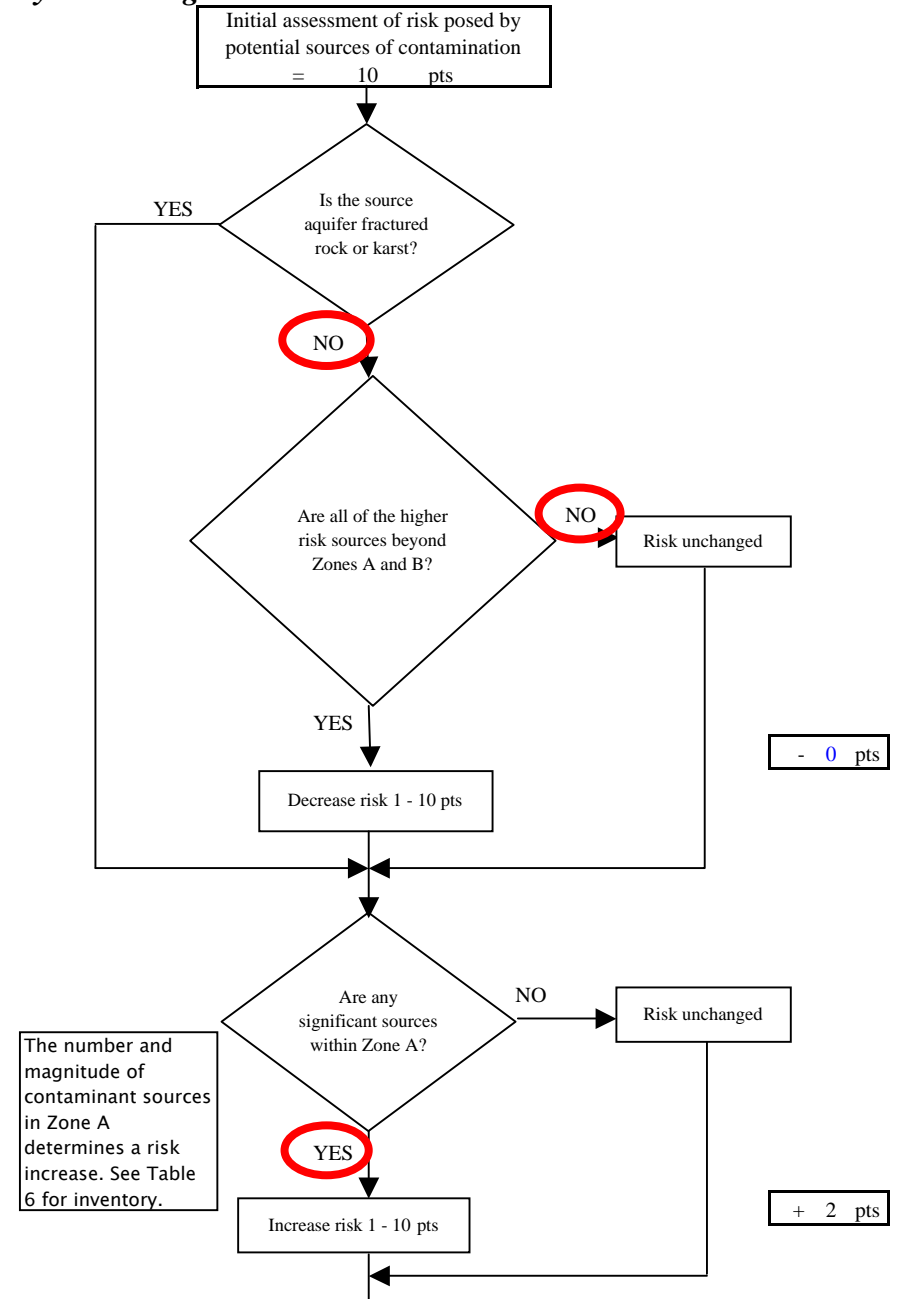 Initial assessment of risk posed by
potential sources of contamination
= 10 pts
YES
Is the source
aquifer fractured
rock or karst?
NO
Are all of the higher
risk sources beyond
Zones A and B?
NO
Risk unchanged
YES
- 0 pts
Decrease risk 1 - 10 pts
Are any
significant sources
within Zone A?
NO
Risk unchanged
The number and
magnitude of
contaminant sources
in Zone A
determines a risk
increase. See Table
6 for inventory.
YES
Increase risk 1 - 10 pts
+ 2 pts